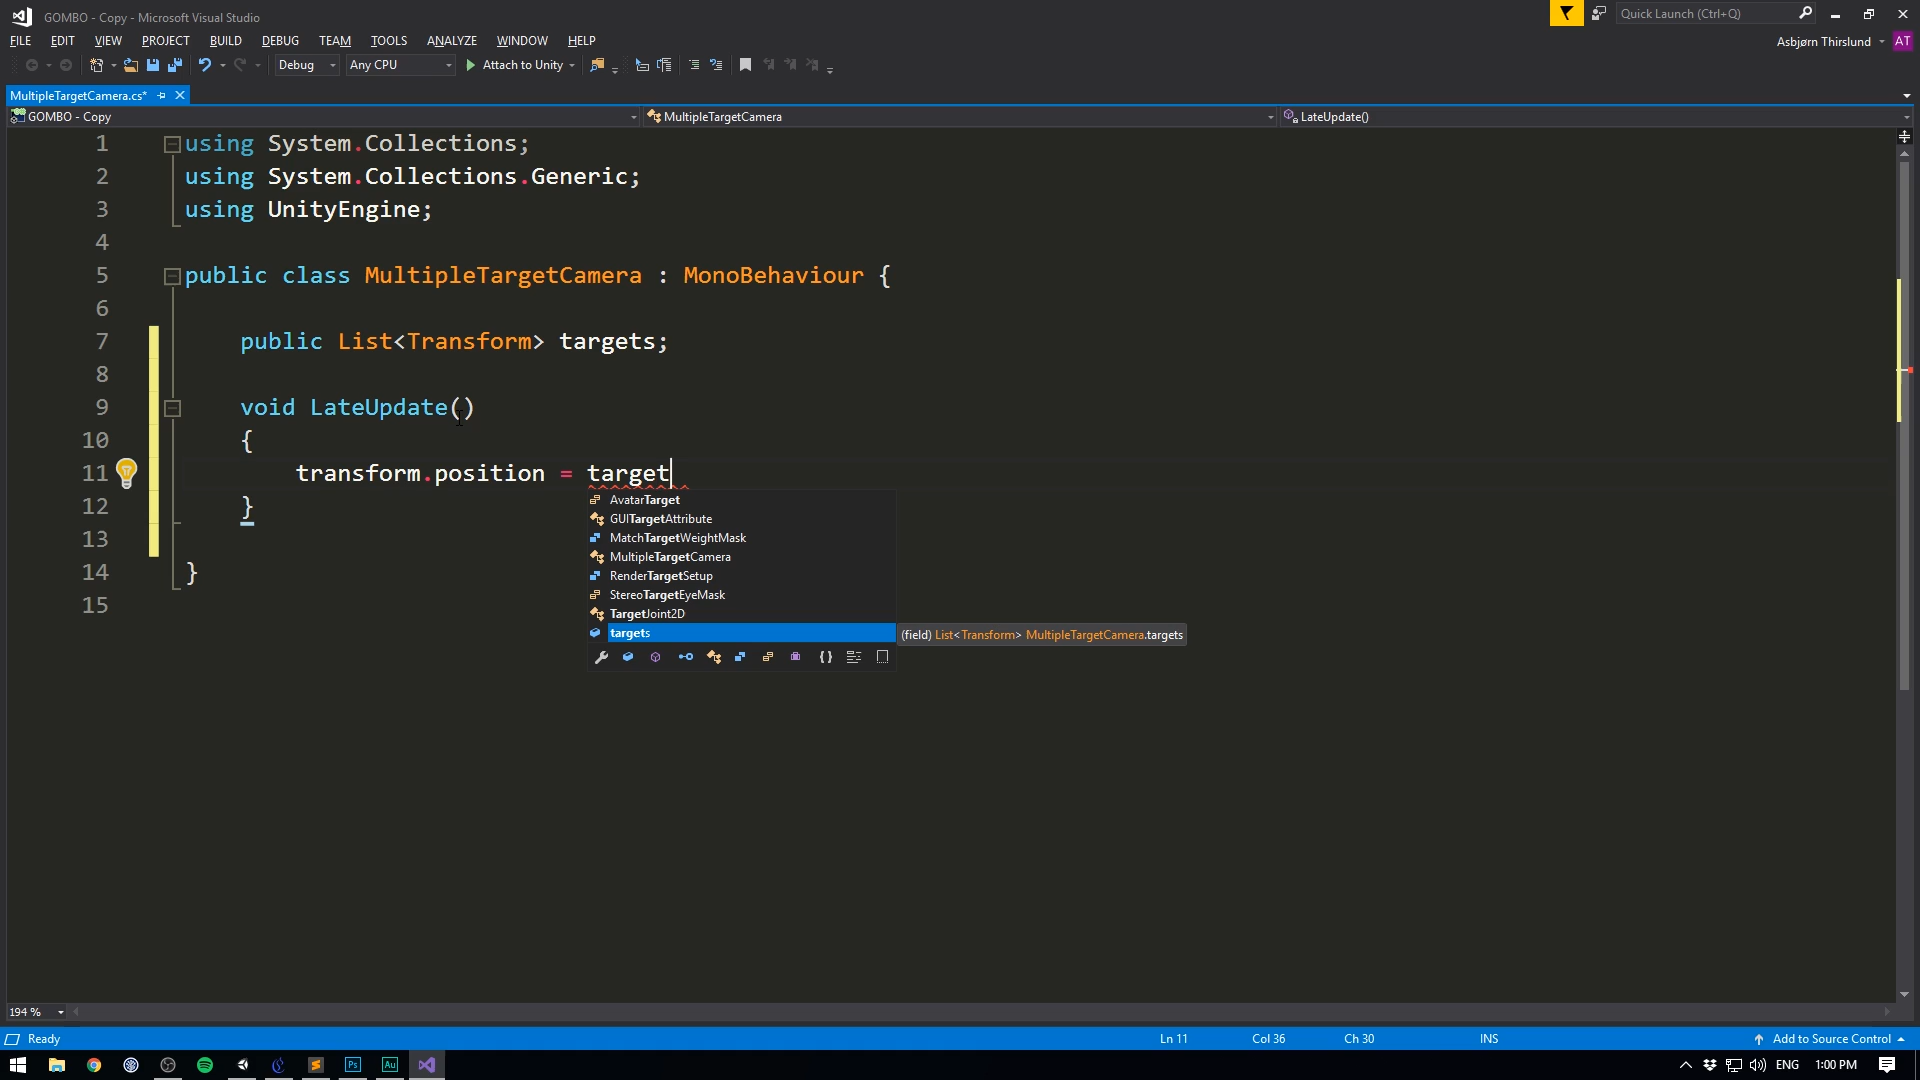 GOMBO - Copy - Microsoft Visual Studio
Quick Launch (Ctrl+Q)
FILE EDIT VIEW PROJECT BUILD DEBUG TEAM TOOLS ANALYZE WINDOW HELP
Asbjørn Thirslund AT
Debug Any CPU Attach to Unity
MultipleTargetCamera.cs*
GOMBO - Copy MultipleTargetCamera LateUpdate()
1 using System.Collections;
2 using System.Collections.Generic;
3 using UnityEngine;
4
5 public class MultipleTargetCamera : MonoBehaviour {
6
7 public List<Transform> targets;
8
9 void LateUpdate()
10 {
11 transform.position = target
12 }
13
14 }
15
AvatarTarget
GUITargetAttribute
MatchTargetWeightMask
MultipleTargetCamera
RenderTargetSetup
StereoTargetEyeMask
TargetJoint2D
targets (field) List<Transform> MultipleTargetCamera.targets
194 %
Ready Ln 11 Col 36 Ch 30 INS Add to Source Control
Ps Au ENG 1:00 PM